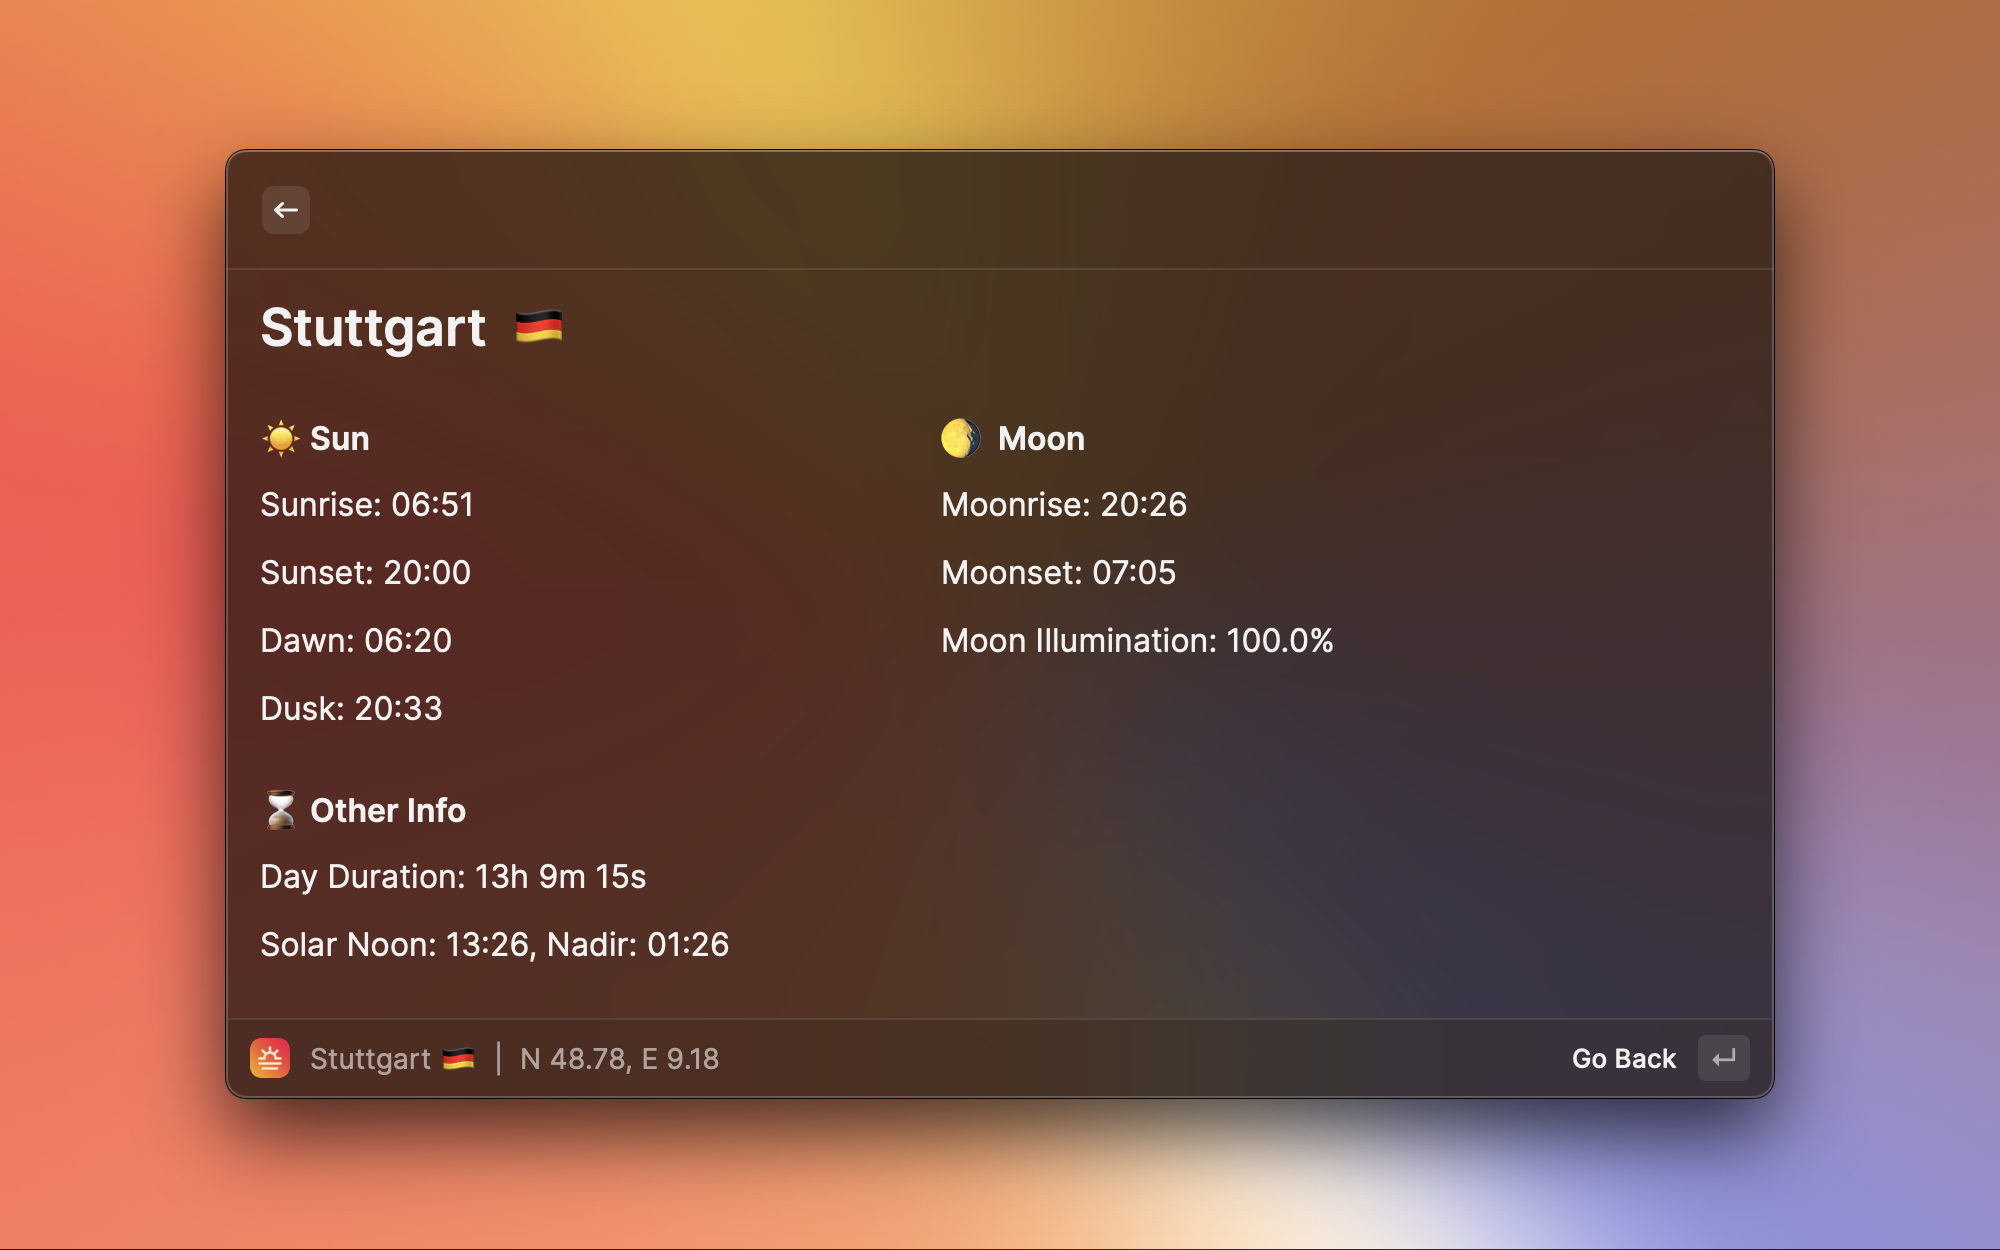 Stuttgart 🇩🇪
☀️ Sun
Sunrise: 06:51
Sunset: 20:00
Dawn: 06:20
Dusk: 20:33
🌖 Moon
Moonrise: 20:26
Moonset: 07:05
Moon Illumination: 100.0%
⏳ Other Info
Day Duration: 13h 9m 15s
Solar Noon: 13:26, Nadir: 01:26
Stuttgart 🇩🇪 | N 48.78, E 9.18
Go Back